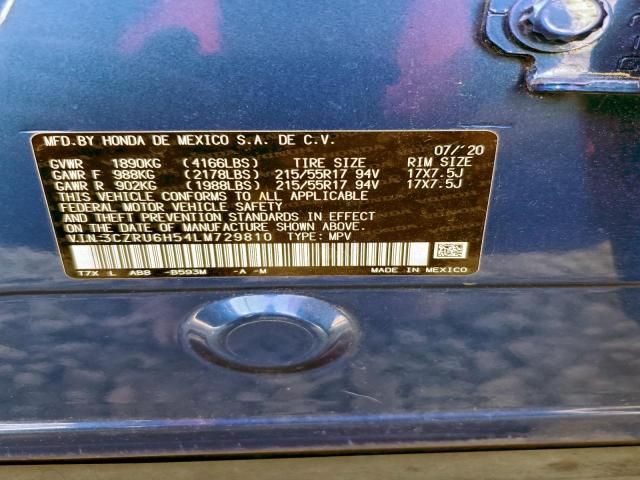 MFD.BY HONDA DE MEXICO S.A. DE C.V. 07/'20
GVWR 1890KG (4166LBS) TIRE SIZE RIM SIZE
GAWR F 988KG (2178LBS) 215/55R17 94V 17X7.5J
GAWR R 902KG (1988LBS) 215/55R17 94V 17X7.5J
THIS VEHICLE CONFORMS TO ALL APPLICABLE
FEDERAL MOTOR VEHICLE SAFETY
AND THEFT PREVENTION STANDARDS IN EFFECT
ON THE DATE OF MANUFACTURE SHOWN ABOVE.
V.I.N:3CZRU6H54LM729810 TYPE: MPV
T7X L AB8 -B593M -A -M MADE IN MEXICO